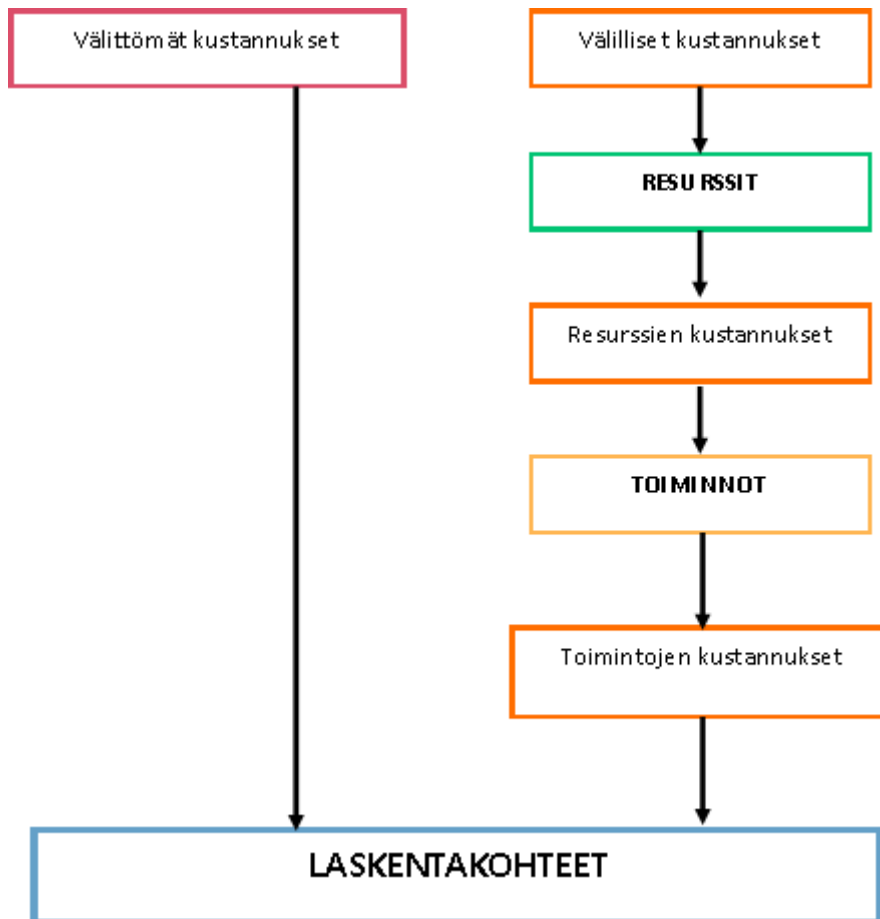 Välittömät kustannukset
Välilliset kustannukset
RESURSSIT
Resurssien kustannukset
TOIMINNOT
Toimintojen kustannukset
LASKENTAKOHTEET